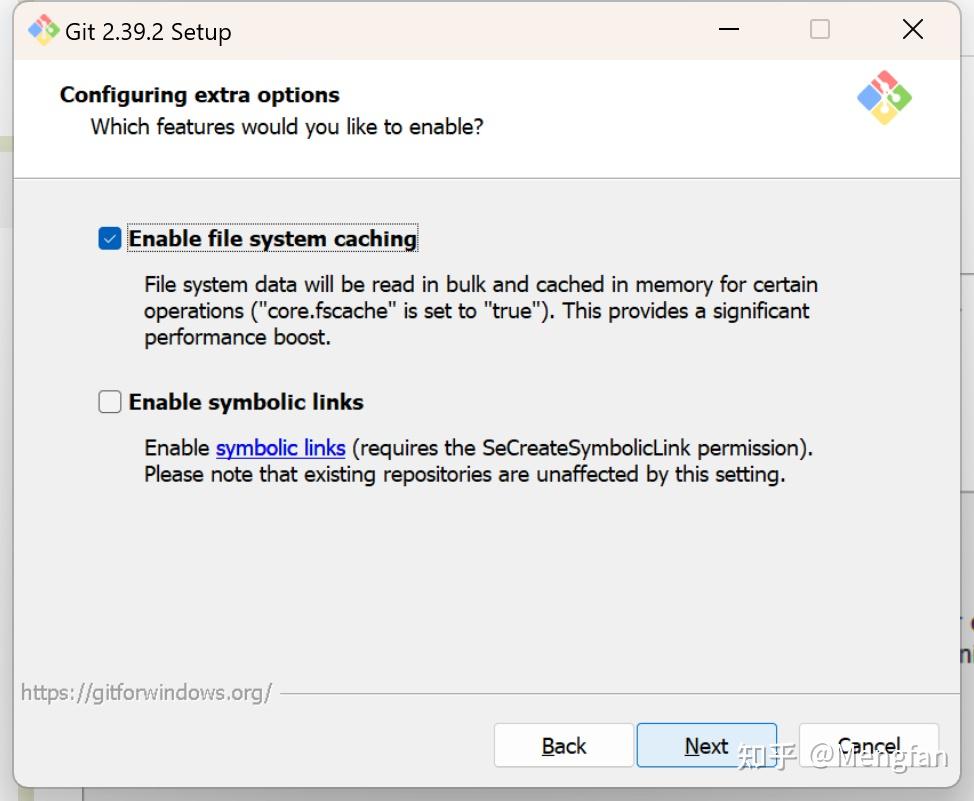 Git 2.39.2 Setup
Configuring extra options
Which features would you like to enable?
Enable file system caching
File system data will be read in bulk and cached in memory for certain
operations ("core.fscache" is set to "true"). This provides a significant
performance boost.
Enable symbolic links
Enable symbolic links (requires the SeCreateSymbolicLink permission).
Please note that existing repositories are unaffected by this setting.
https://gitforwindows.org/
Back
Next
Cancel
知乎 @Mengfan